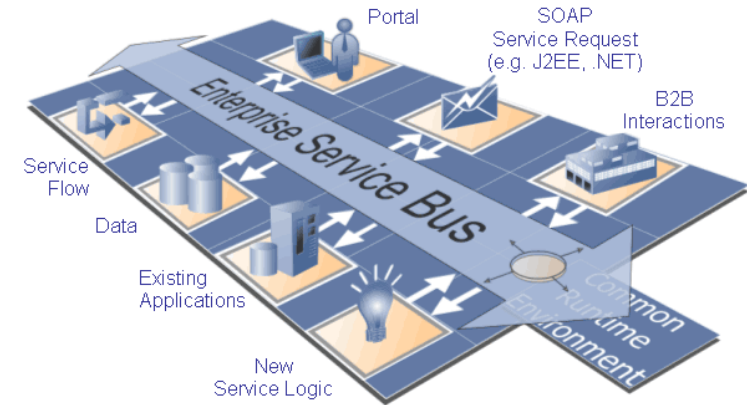 Portal
SOAP
Service Request
(e.g. J2EE, .NET)
B2B
Interactions
Enterprise Service Bus
Service
Flow
Data
Existing
Applications
New
Service Logic
Common
Runtime
Environment